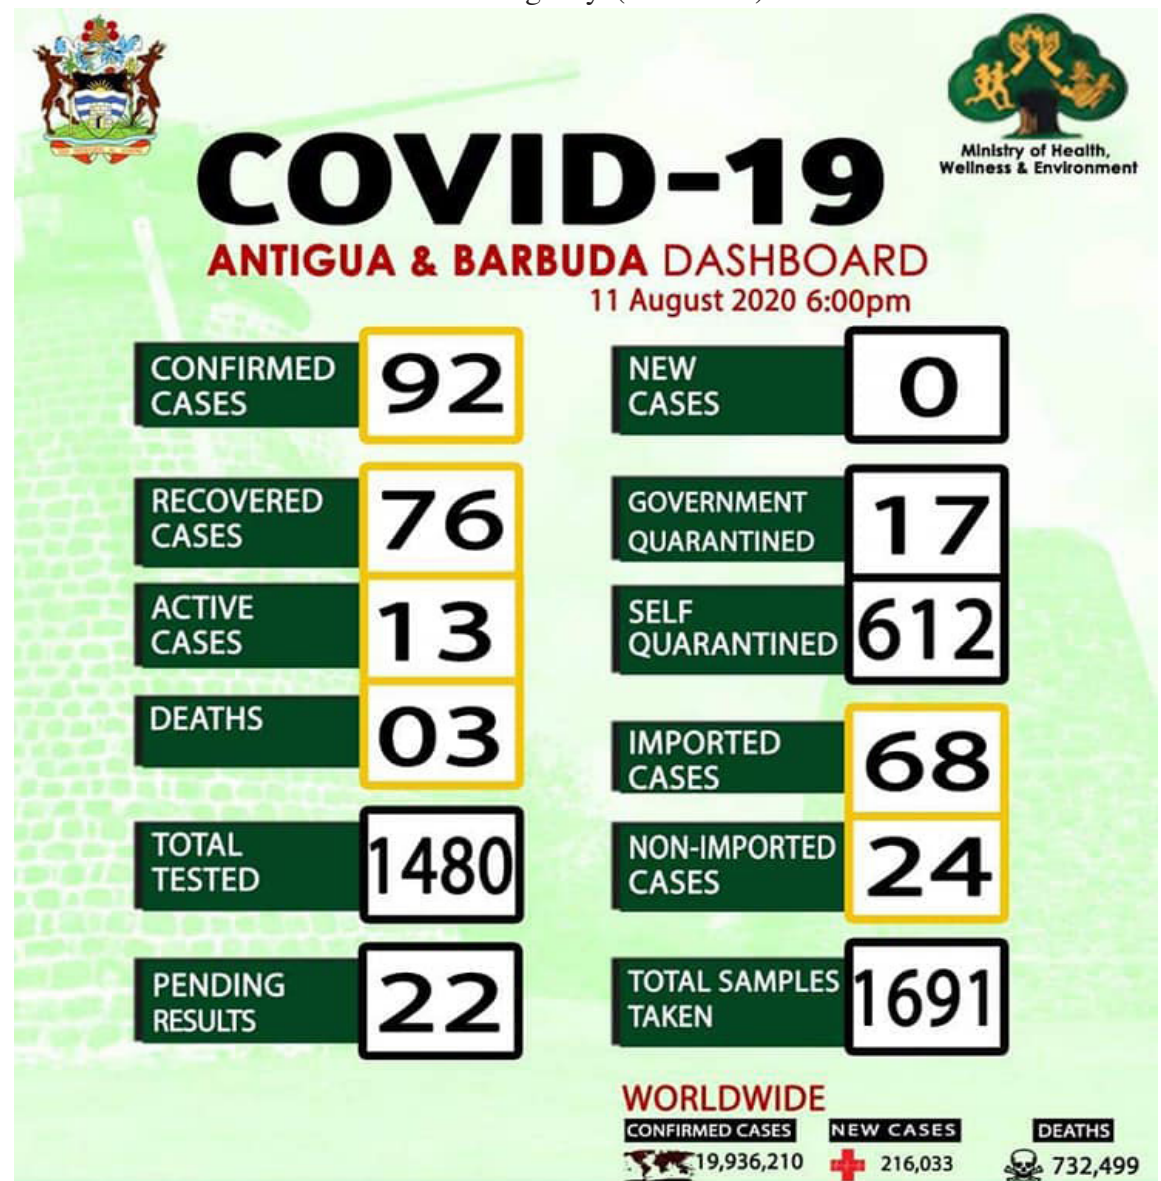 COVID-19
ANTIGUA & BARBUDA DASHBOARD
11 August 2020 6:00pm
Ministry of Health,
Wellness & Environment
CONFIRMED
CASES
92
RECOVERED
CASES
76
ACTIVE
CASES
13
DEATHS
03
TOTAL
TESTED
1480
PENDING
RESULTS
22
NEW
CASES
0
GOVERNMENT
QUARANTINED
17
SELF
QUARANTINED
612
IMPORTED
CASES
68
NON-IMPORTED
CASES
24
TOTAL SAMPLES
TAKEN
1691
WORLDWIDE
CONFIRMED CASES
19,936,210
NEW CASES
216,033
DEATHS
732,499